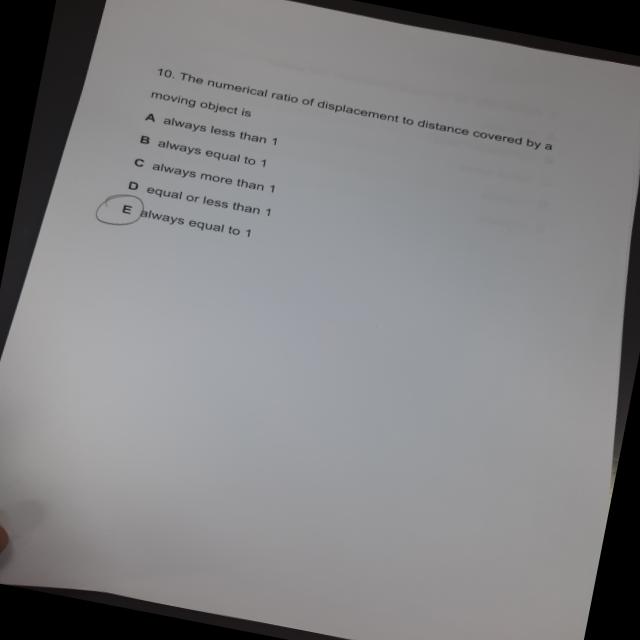 10. The numerical ratio of displacement to distance covered by a
moving object is
A always less than 1
B always equal to 1
C always more than 1
D equal or less than 1
E always equal to 1